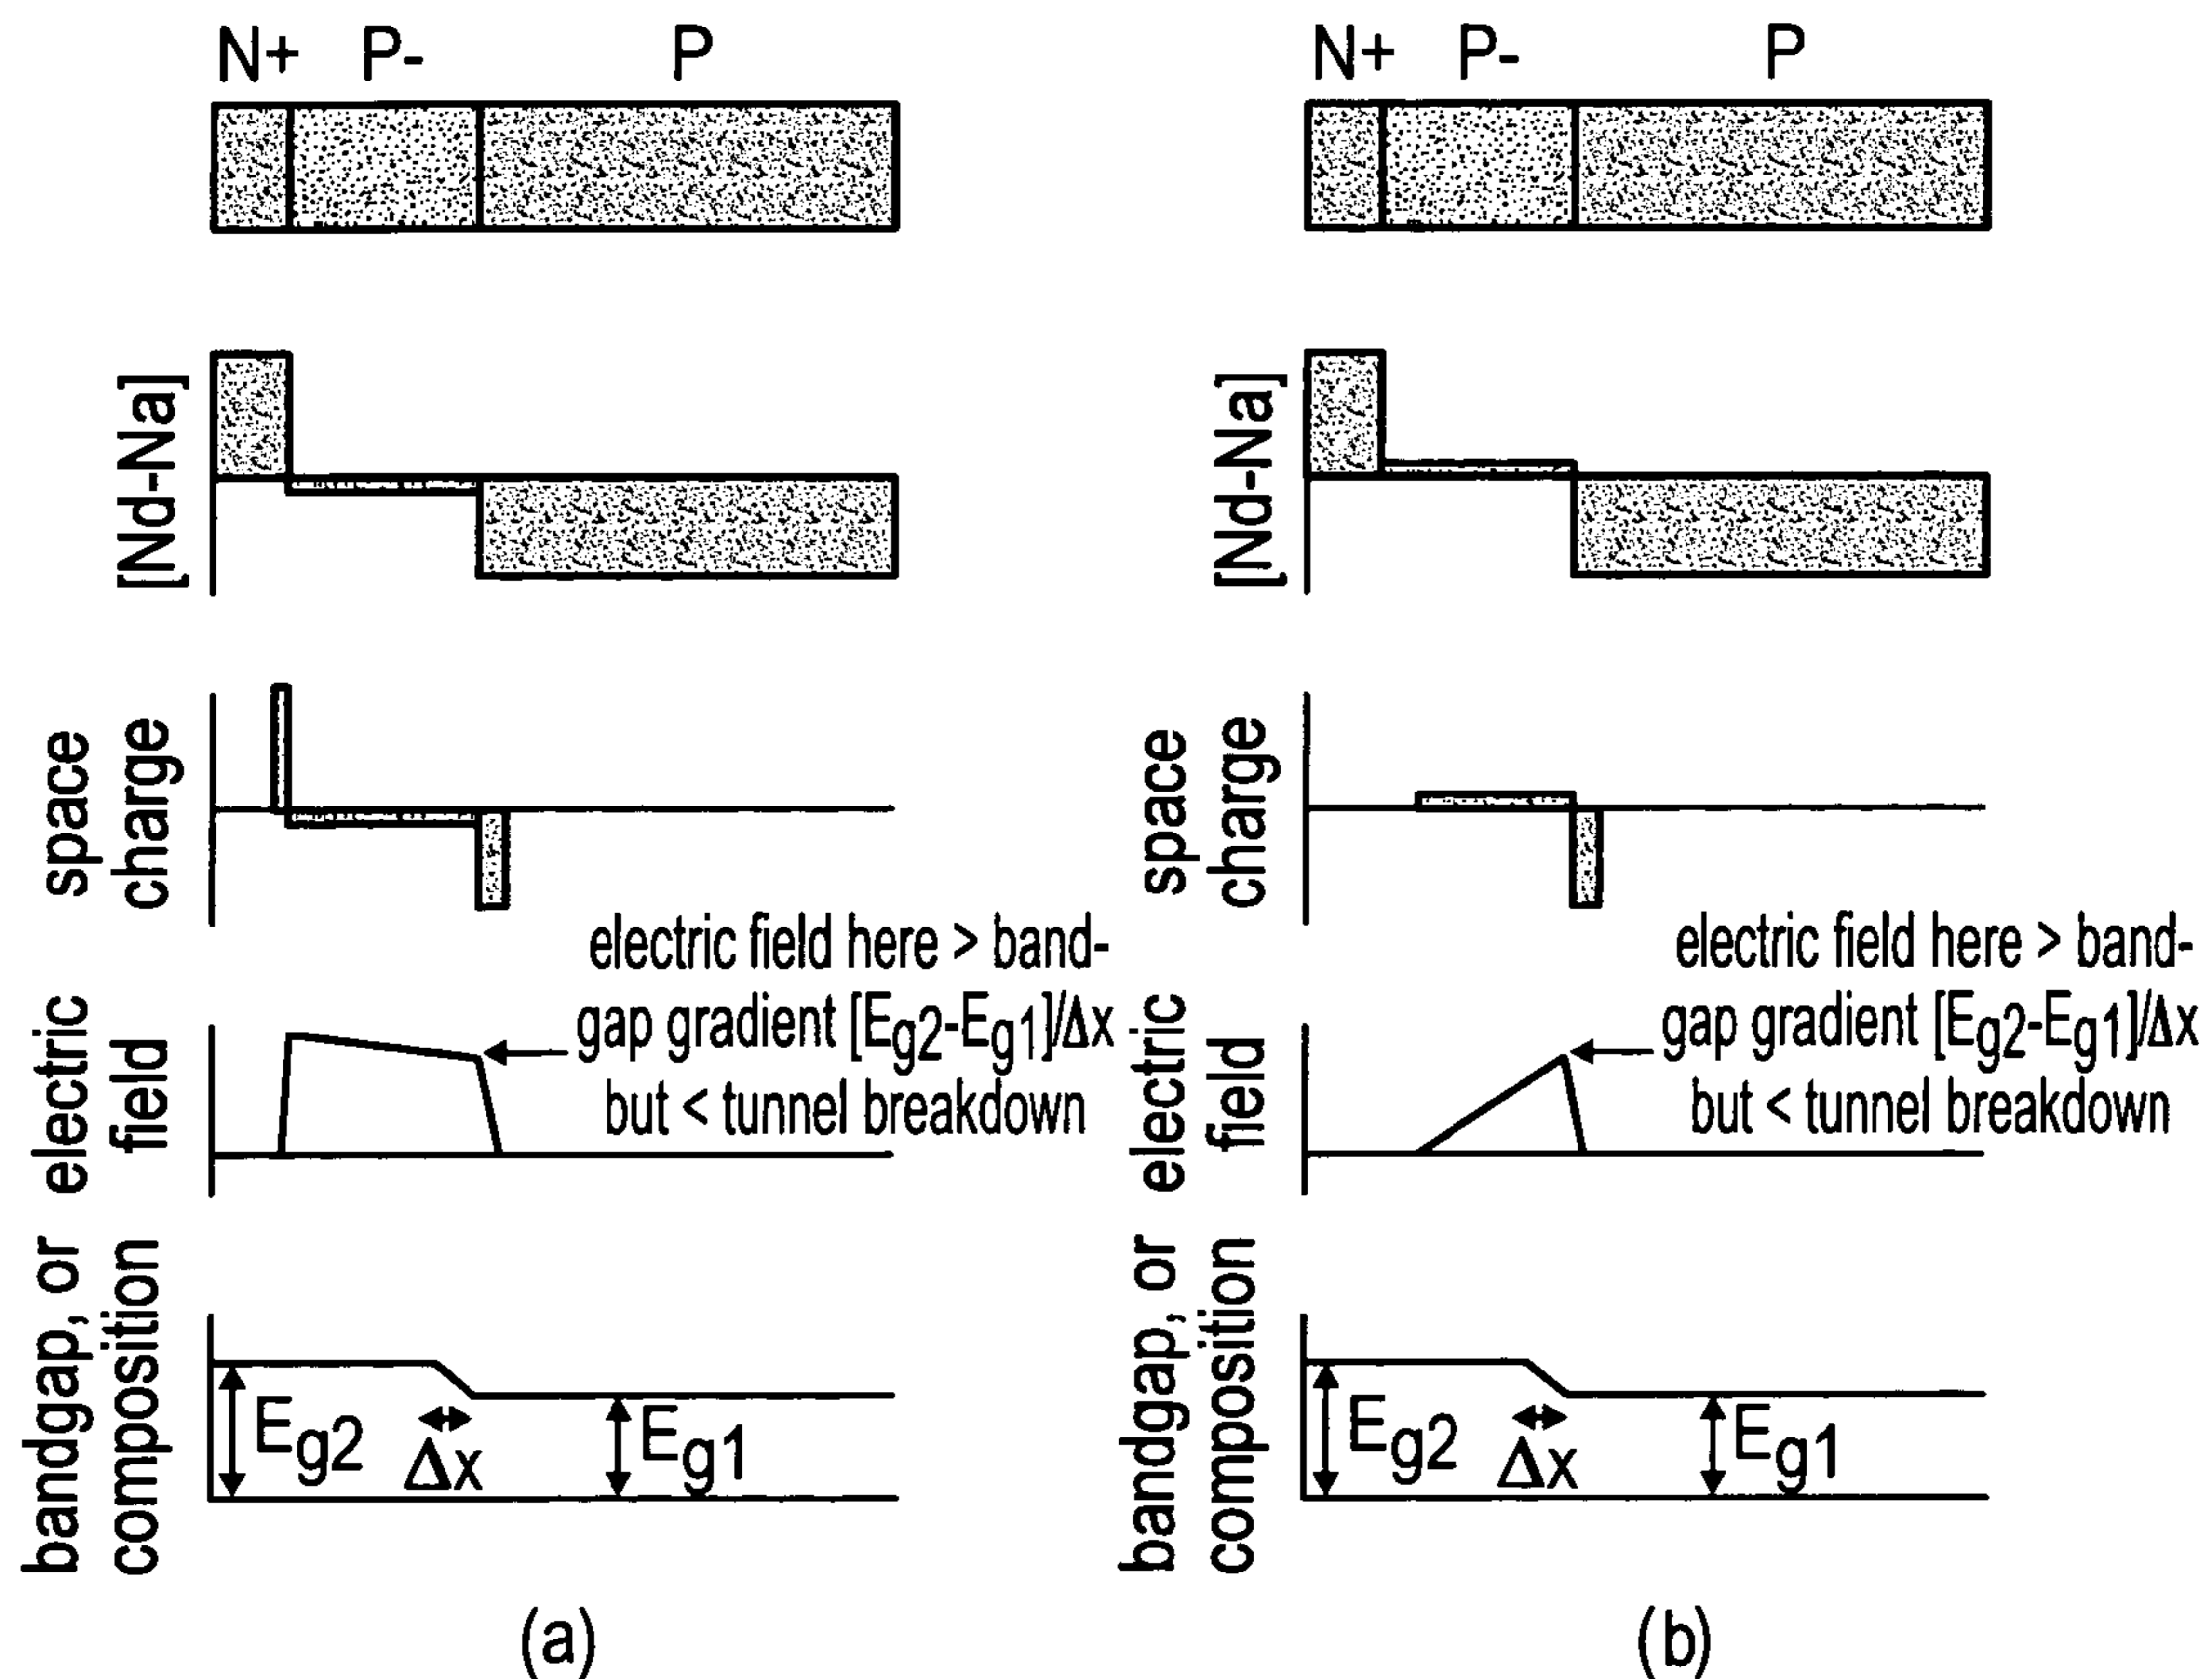 N+ P- P
[Nd-Na]
space
charge
electric field here > band-
gap gradient [Eg2-Eg1]/Δx
but < tunnel breakdown
electric
field
bandgap, or
composition
Eg2
Δx
Eg1
(a)
N+ P- P
[Nd-Na]
space
charge
electric field here > band-
gap gradient [Eg2-Eg1]/Δx
but < tunnel breakdown
electric
field
bandgap, or
composition
Eg2
Δx
Eg1
(b)